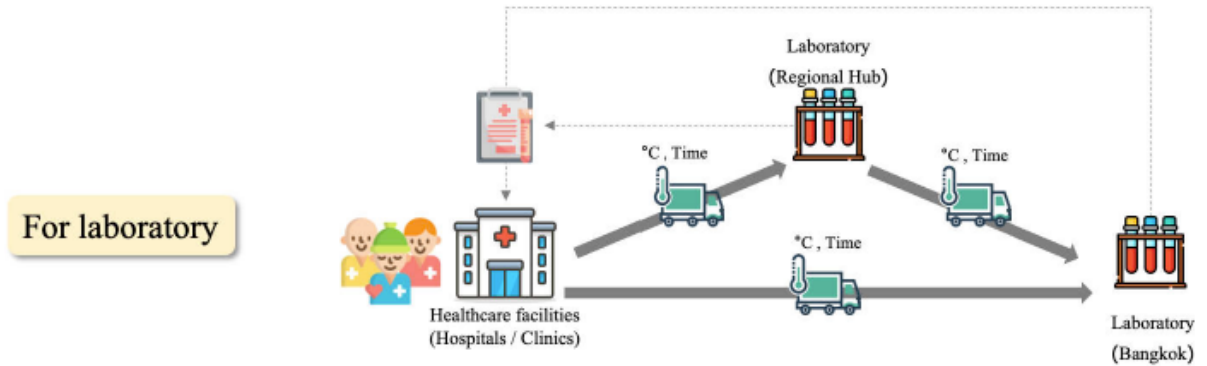 Laboratory
(Regional Hub)
°C , Time
°C , Time
For laboratory
°C , Time
Healthcare facilities
(Hospitals / Clinics)
Laboratory
(Bangkok)